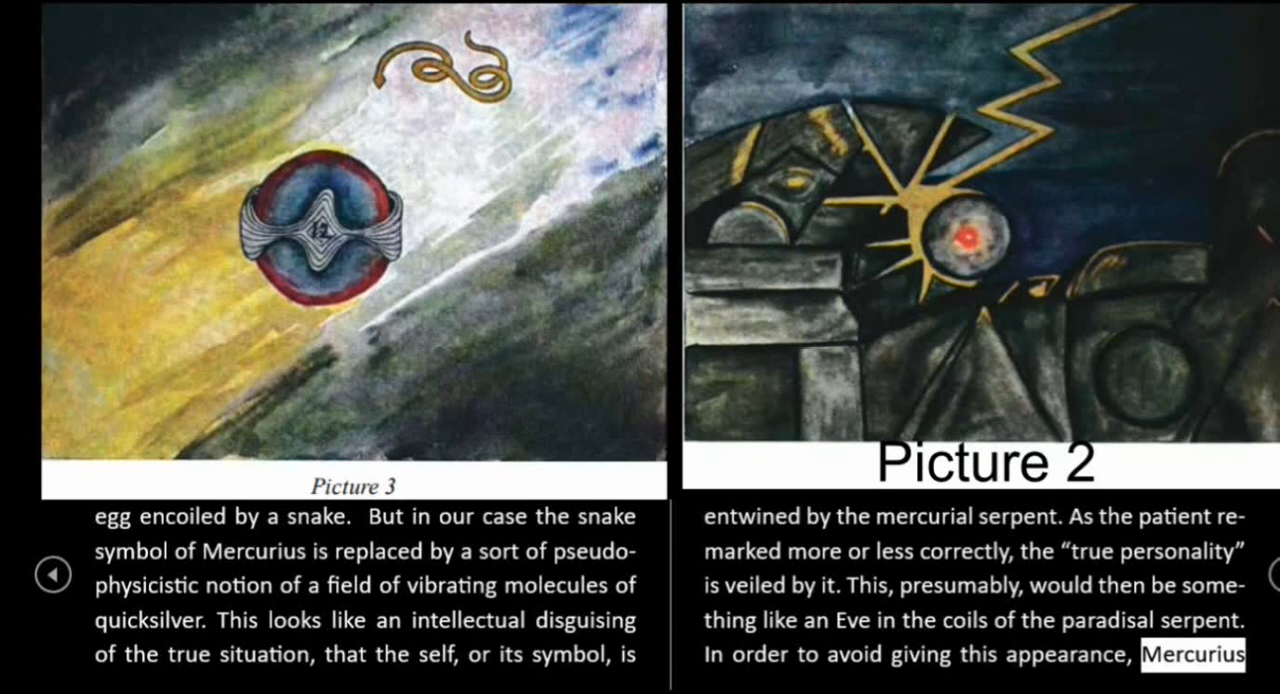 12
Picture 3
egg encoiled by a snake. But in our case the snake
symbol of Mercurius is replaced by a sort of pseudo-
physicistic notion of a field of vibrating molecules of
quicksilver. This looks like an intellectual disguising
of the true situation, that the self, or its symbol, is
Picture 2
entwined by the mercurial serpent. As the patient re-
marked more or less correctly, the “true personality”
is veiled by it. This, presumably, would then be some-
thing like an Eve in the coils of the paradisal serpent.
In order to avoid giving this appearance, Mercurius